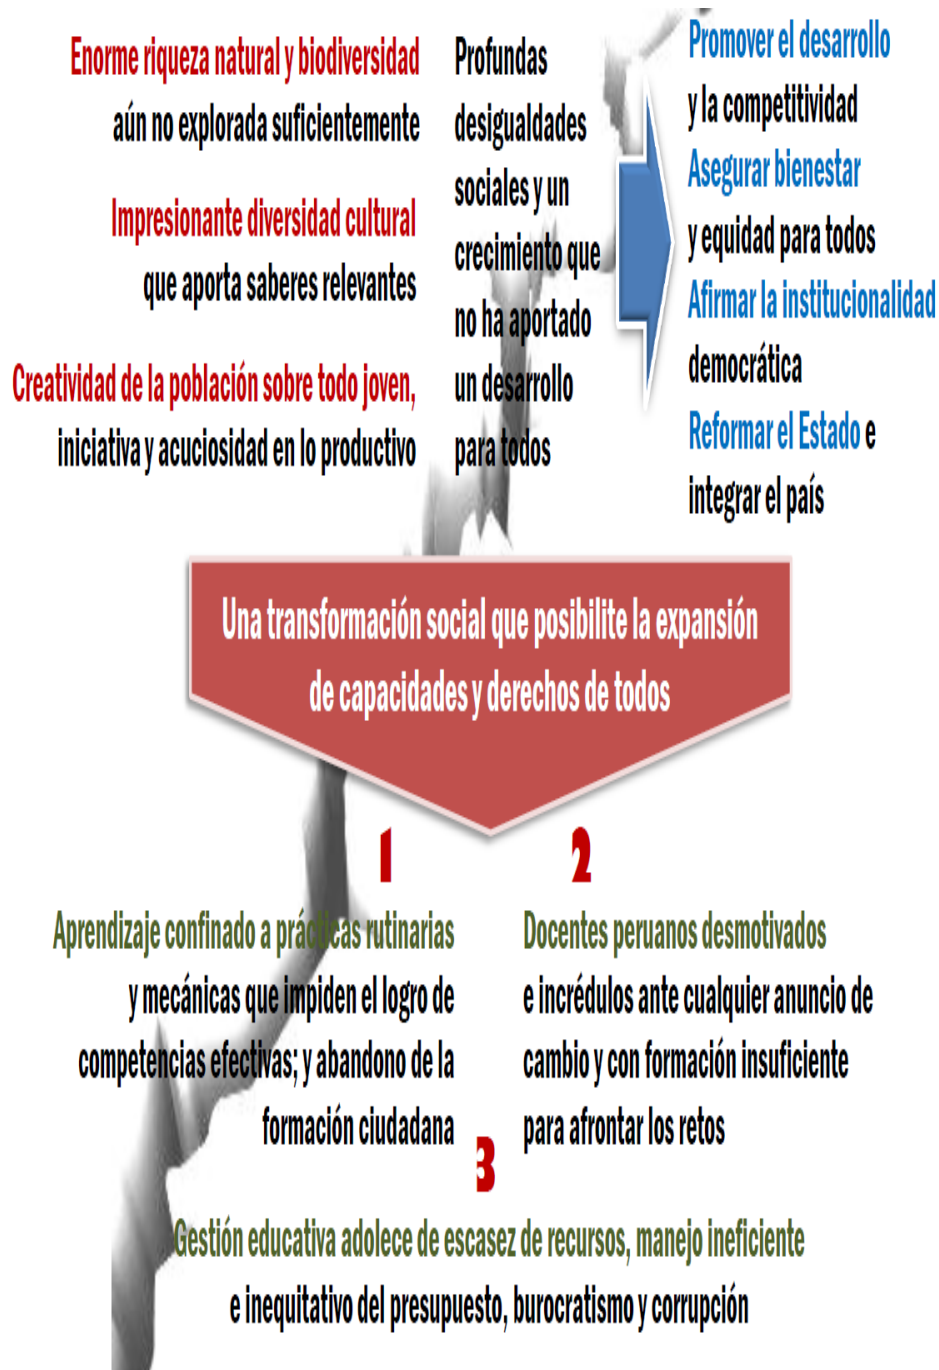 Enorme riqueza natural y biodiversidad
aún no explorada suficientemente
Impresionante diversidad cultural
que aporta saberes relevantes
Creatividad de la población sobre todo joven,
iniciativa y acuciosidad en lo productivo
Profundas
desigualdades
sociales y un
crecimiento que
no ha aportado
un desarrollo
para todos
Promover el desarrollo
y la competitividad
Asegurar bienestar
y equidad para todos
Afirmar la institucionalidad
democrática
Reformar el Estado e
integrar el país
Una transformación social que posibilite la expansión
de capacidades y derechos de todos
1
Aprendizaje confinado a prácticas rutinarias
y mecánicas que impiden el logro de
competencias efectivas; y abandono de la
formación ciudadana
2
Docentes peruanos desmotivados
e incrédulos ante cualquier anuncio de
cambio y con formación insuficiente
para afrontar los retos
3
Gestión educativa adolece de escasez de recursos, manejo ineficiente
e inequitativo del presupuesto, burocratismo y corrupción